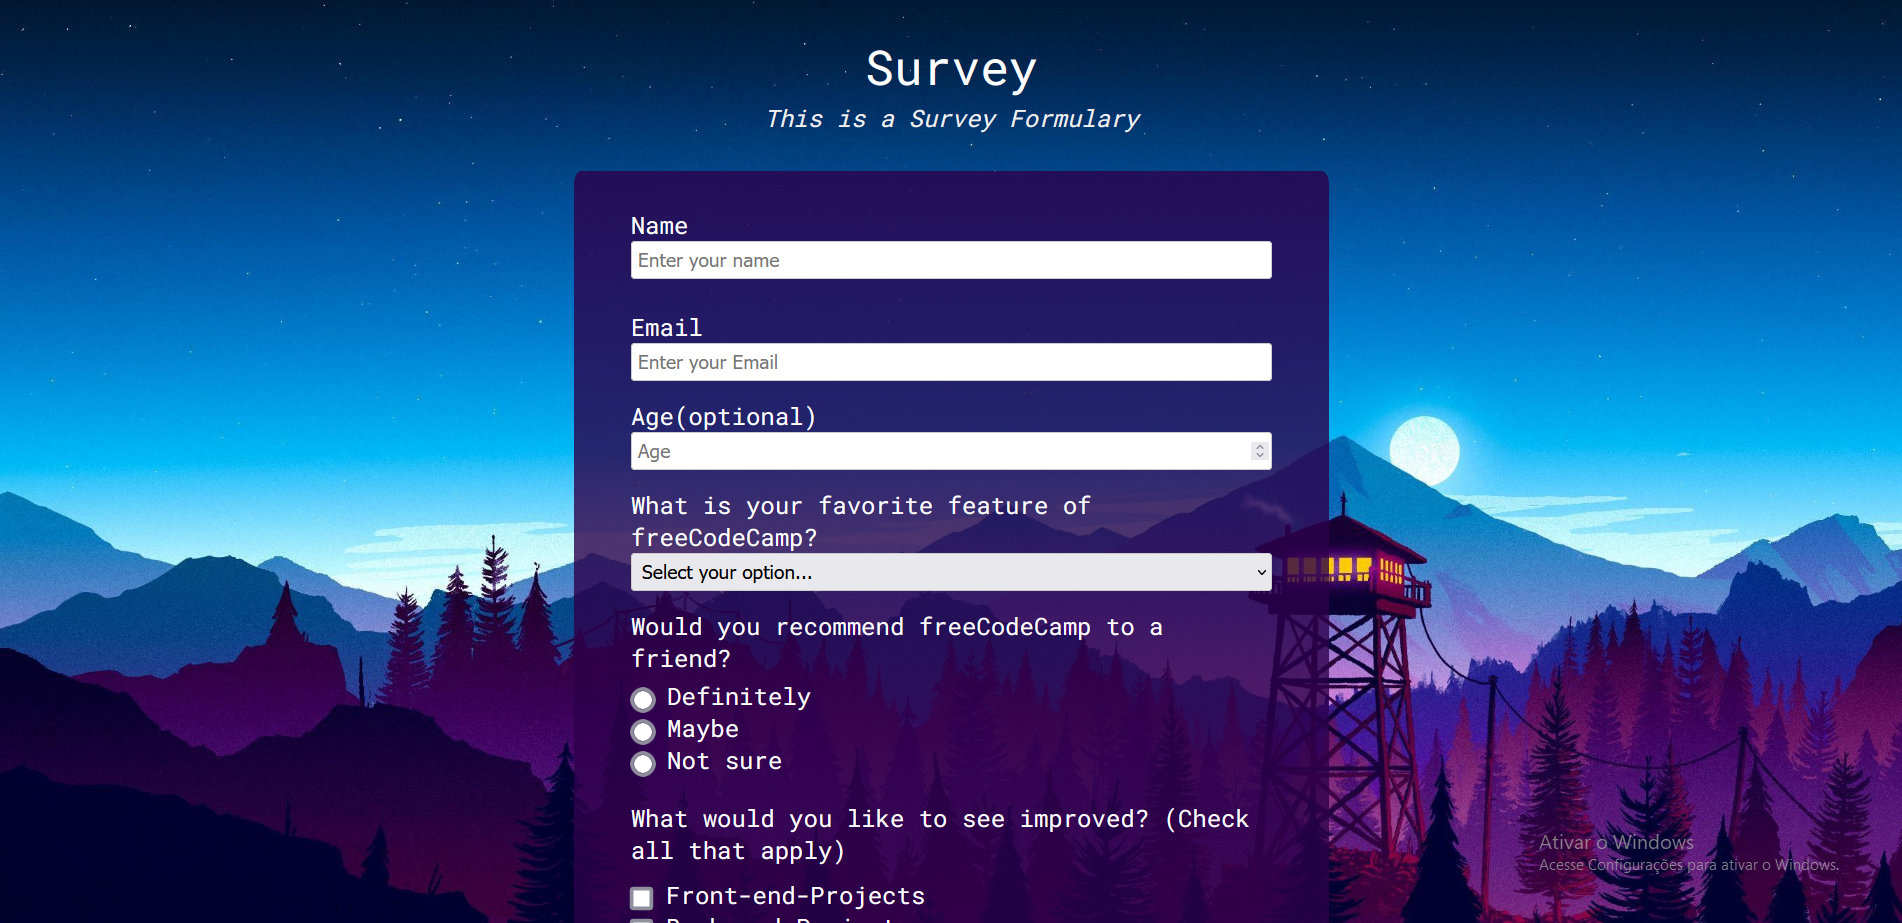 Survey
This is a Survey Formulary
Name
Enter your name
Email
Enter your Email
Age(optional)
Age
What is your favorite feature of
freeCodeCamp?
Select your option...
Would you recommend freeCodeCamp to a
friend?
Definitely
Maybe
Not sure
What would you like to see improved? (Check
all that apply)
Front-end-Projects
Ativar o Windows
Acesse Configurações para ativar o Windows.